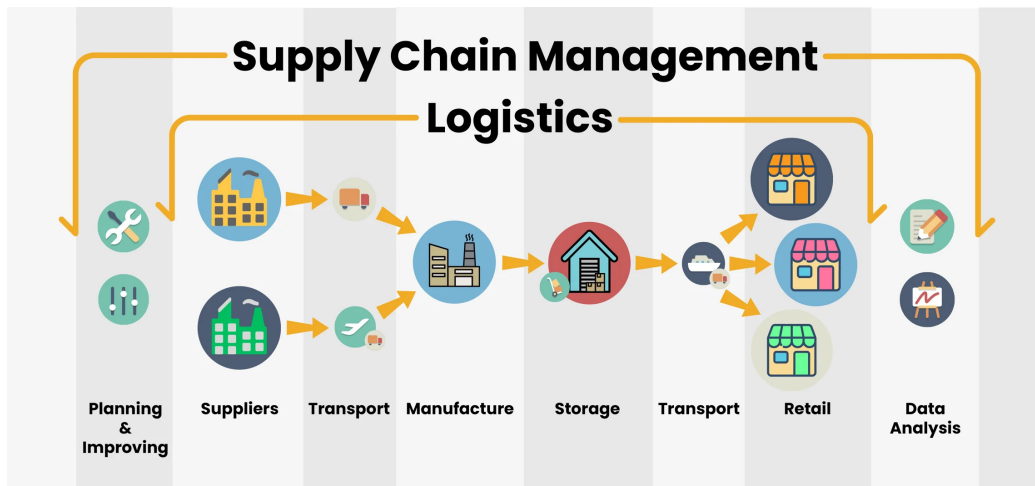 Supply Chain Management
Logistics
Planning
&
Improving
Suppliers
Transport
Manufacture
Storage
Transport
Retail
Data
Analysis